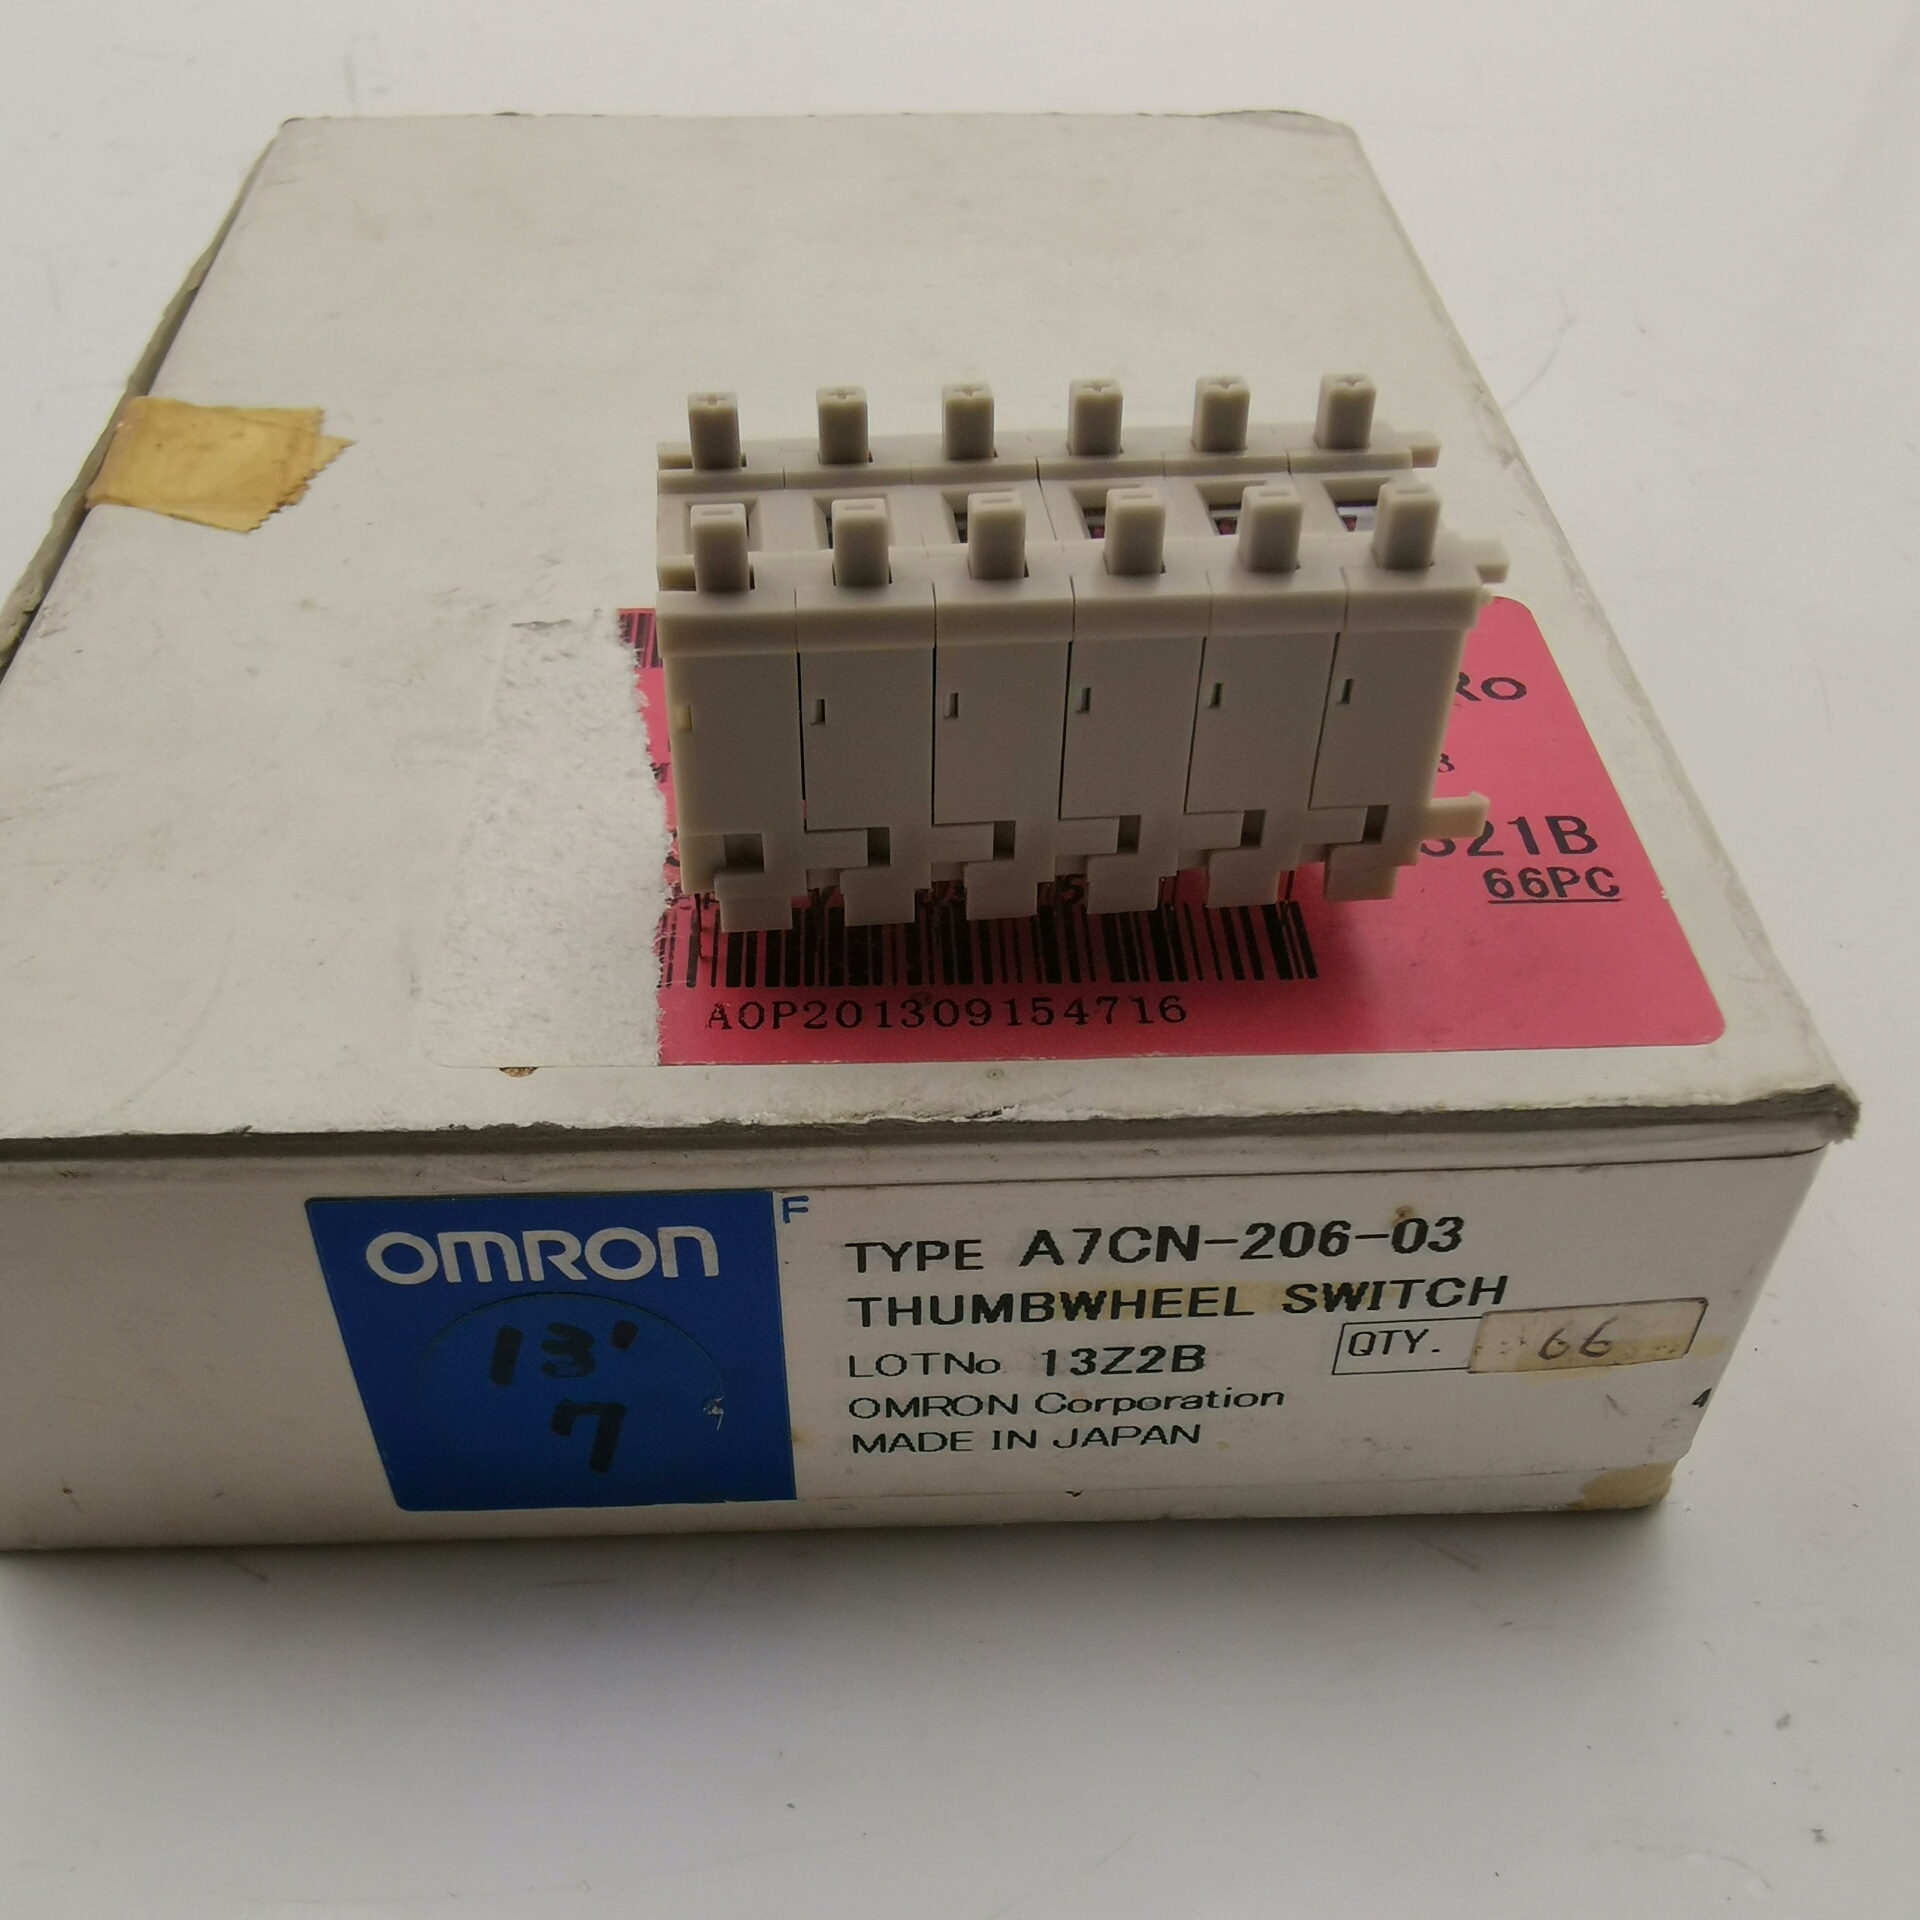 66PC
A0P201309154716
OMRON
F
13'
7
TYPE A7CN-206-03
THUMBWHEEL SWITCH
LOTNo 13Z2B
QTY. 66
OMRON Corporation
MADE IN JAPAN
4